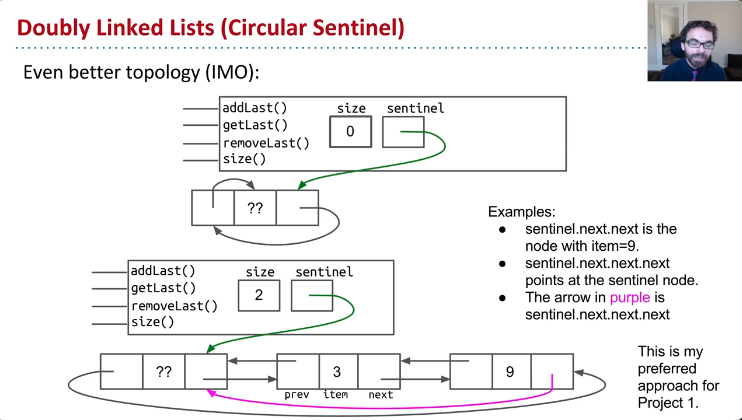 Doubly Linked Lists (Circular Sentinel)
Even better topology (IMO):
addLast()
getLast()
removeLast()
size()
size
sentinel
0
??
Examples:
● sentinel.next.next is the
node with item=9.
● sentinel.next.next.next
points at the sentinel node.
● The arrow in purple is
sentinel.next.next.next
addLast()
getLast()
removeLast()
size()
size
sentinel
2
??
3
9
prev item next
This is my
preferred
approach for
Project 1.